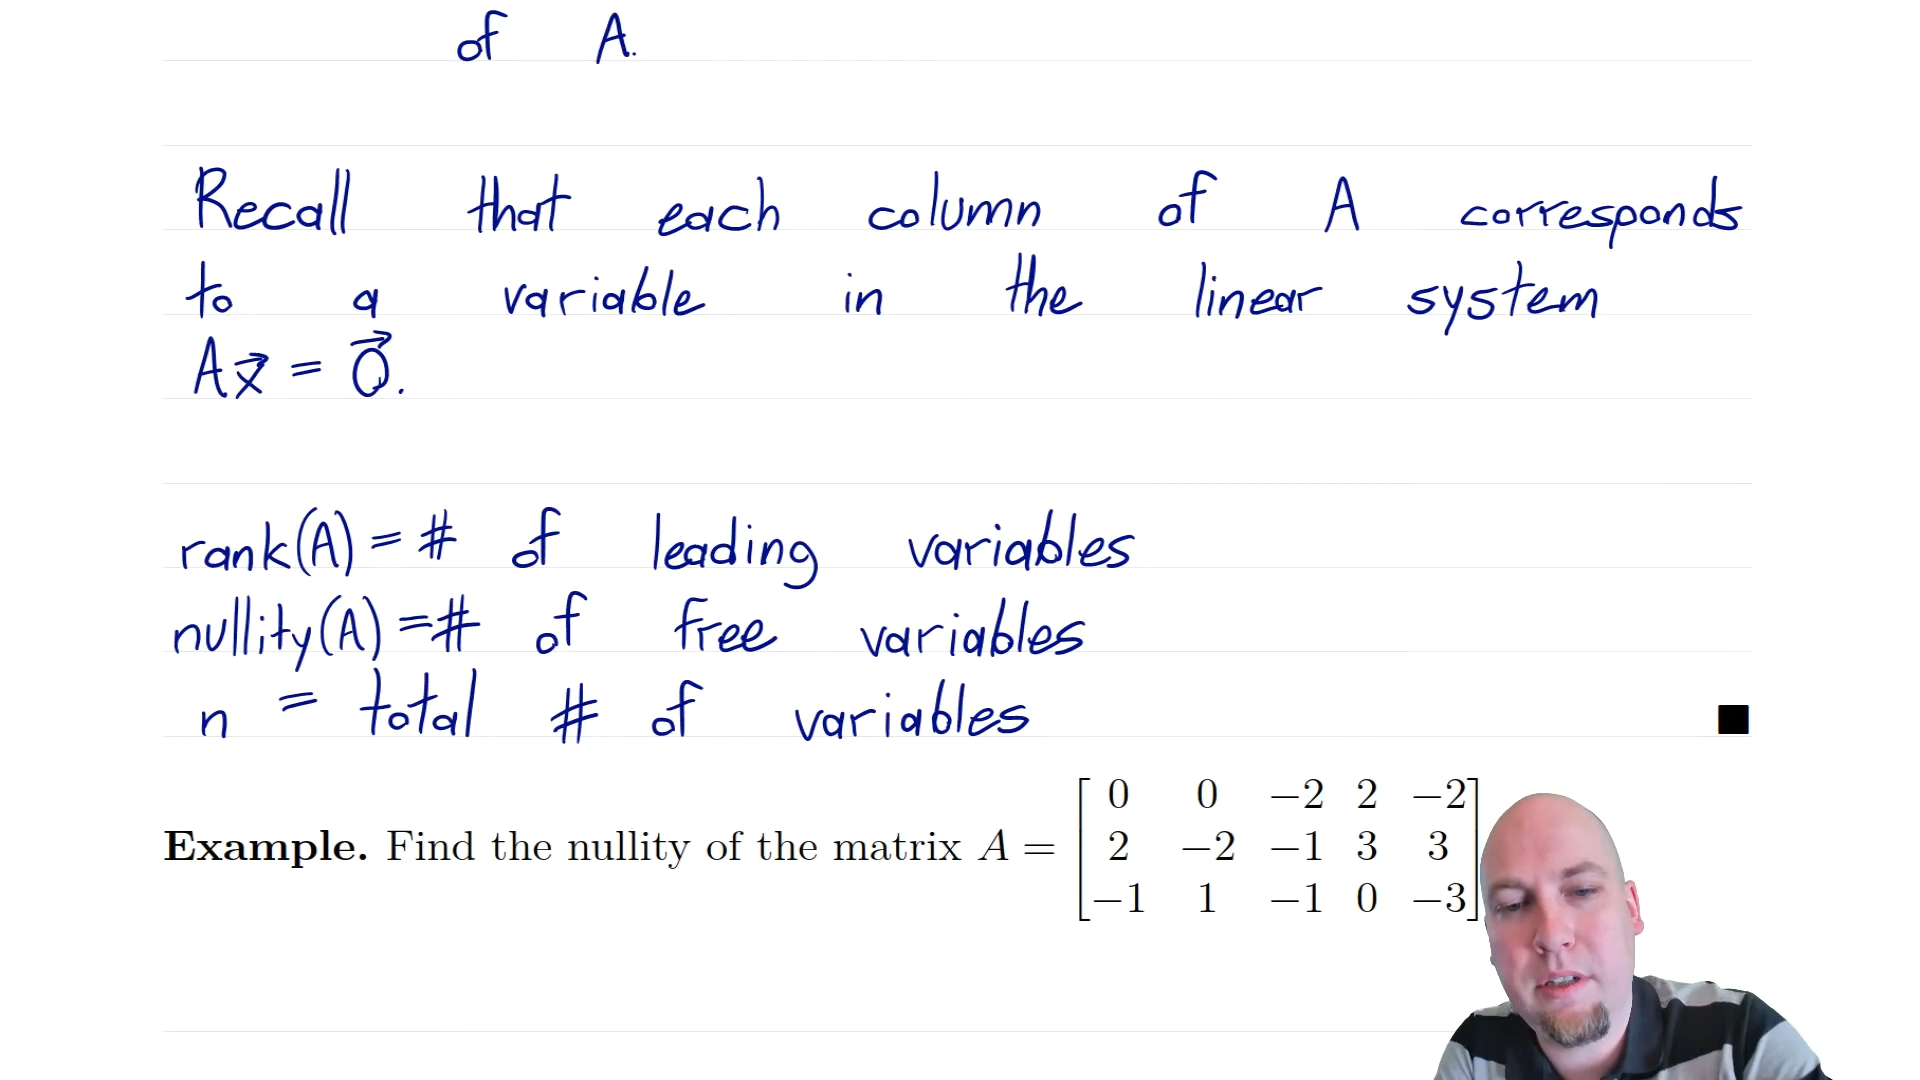 of A.
Recall that each column of A corresponds
to a variable in the linear system
Ax⃗ = 0⃗.
rank(A) = # of leading variables
nullity(A) = # of free variables
n = total # of variables
Example. Find the nullity of the matrix A =
0 0 −2 2 −2
2 −2 −1 3 3
−1 1 −1 0 −3